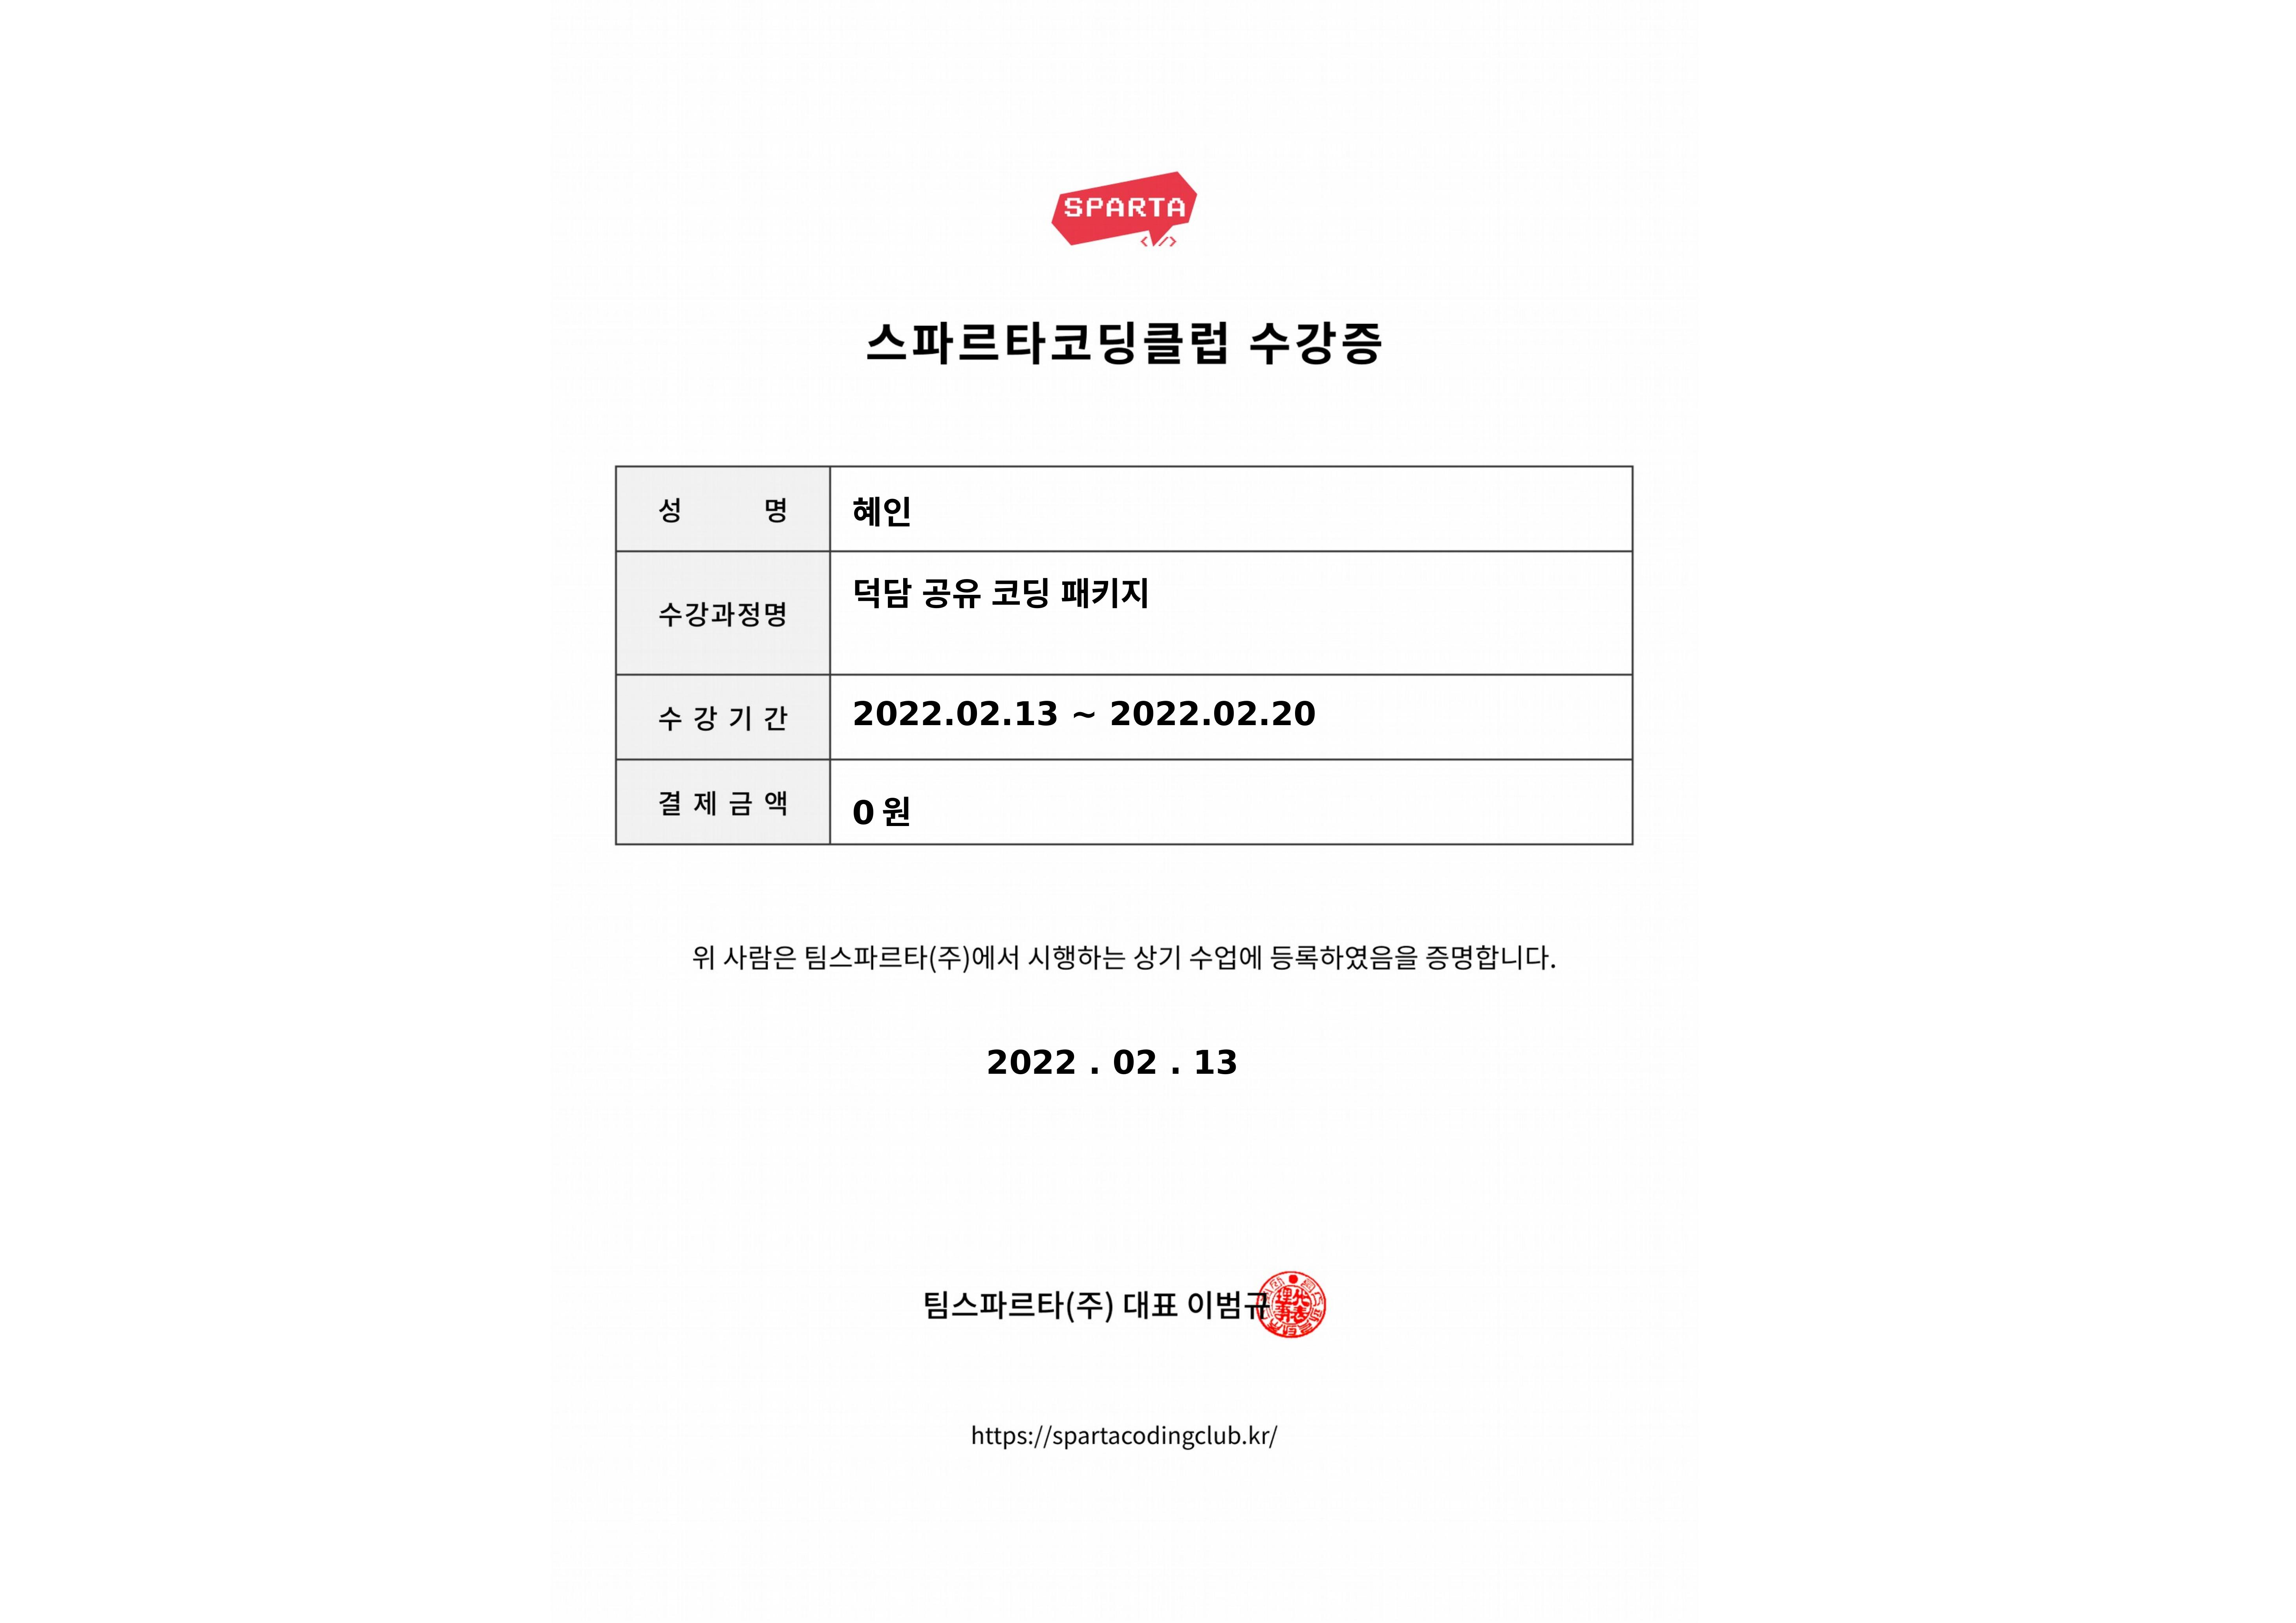 SPARTA
</>
스파르타코딩클럽 수강증
성 명 혜인
수강과정명 덕담 공유 코딩 패키지
수 강 기 간 2022.02.13 ~ 2022.02.20
결 제 금 액 0 원
위 사람은 팀스파르타(주)에서 시행하는 상기 수업에 등록하였음을 증명합니다.
2022 . 02 . 13
팀스파르타(주) 대표 이범규
https://spartacodingclub.kr/